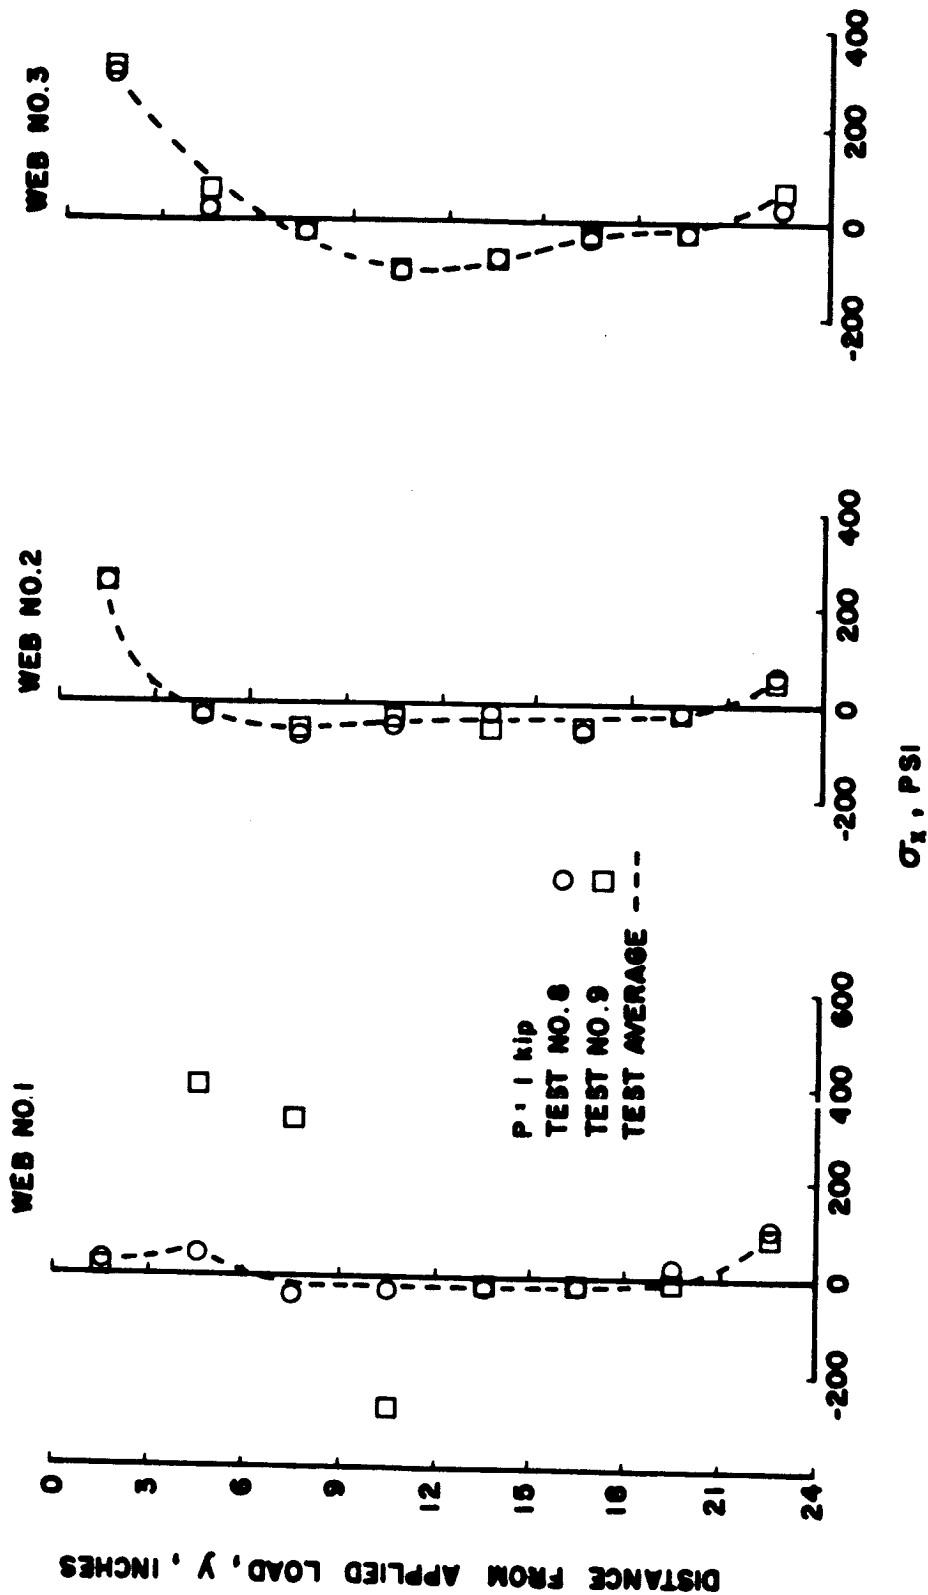 WEB NO.1
WEB NO.2
WEB NO.3
DISTANCE FROM APPLIED LOAD, y, INCHES
0
3
6
9
12
15
18
21
24
P = 1 kip
TEST NO.8
TEST NO.9
TEST AVERAGE
-200 0 200 400 600
-200 0 200 400
-200 0 200 400
σx, PSI